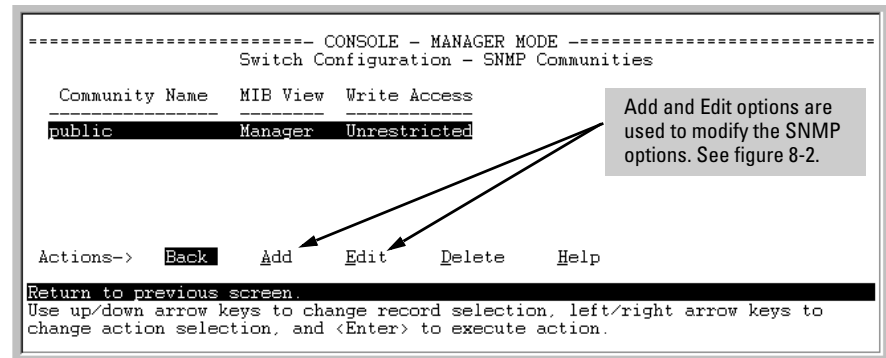 ==========================- CONSOLE - MANAGER MODE -============================
Switch Configuration - SNMP Communities
Community Name MIB View Write Access
---------------- -------- ------------
public Manager Unrestricted
Add and Edit options are
used to modify the SNMP
options. See figure 8-2.
Actions-> Back Add Edit Delete Help
Return to previous screen.
Use up/down arrow keys to change record selection, left/right arrow keys to
change action selection, and <Enter> to execute action.